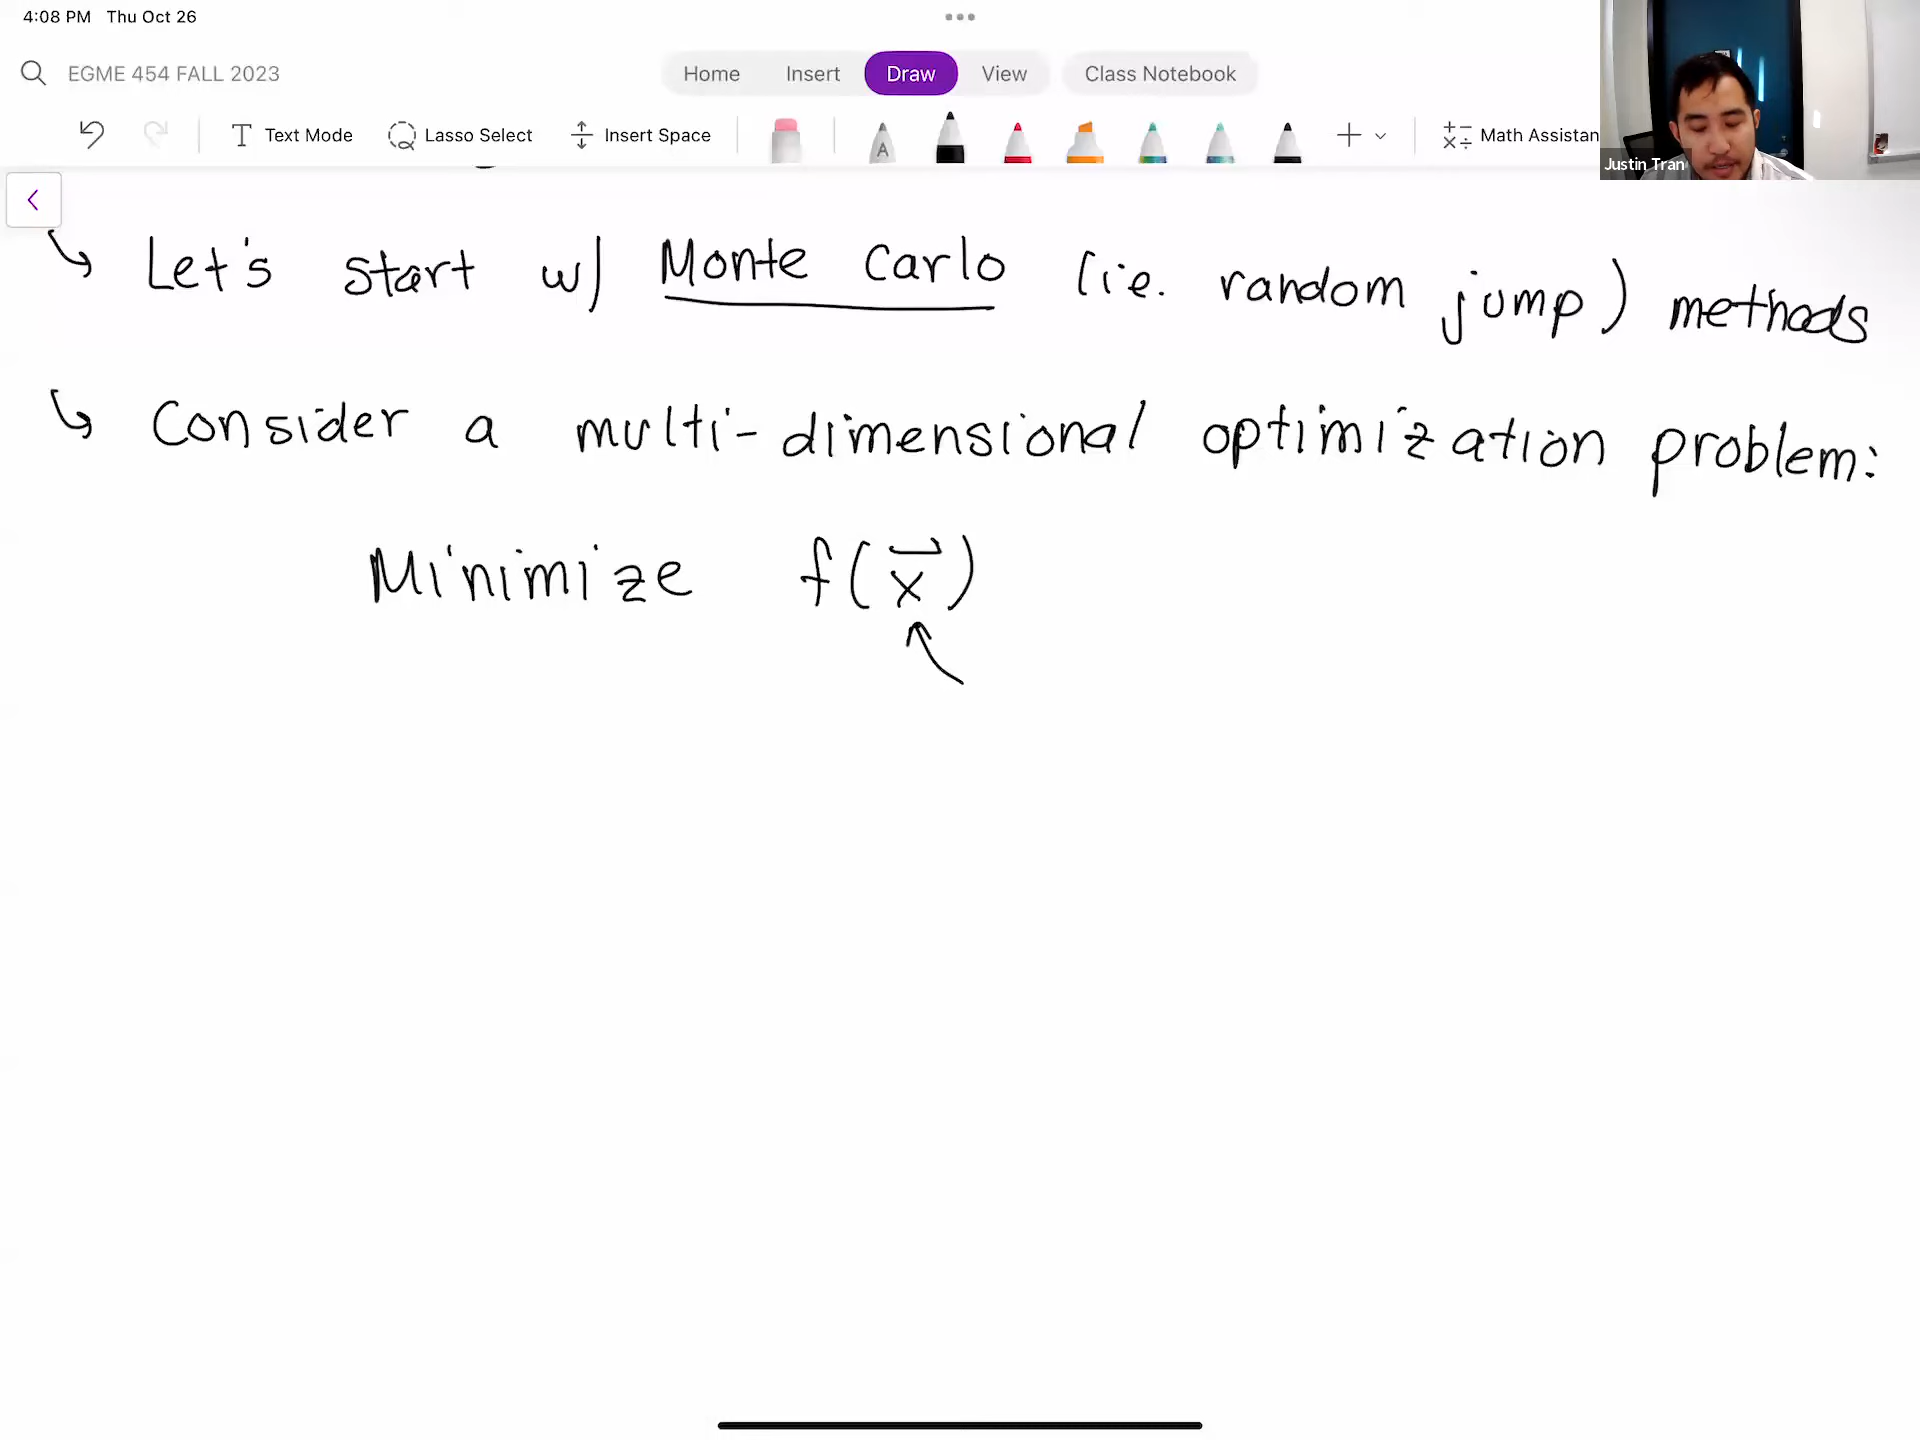 4:08 PM Thu Oct 26
EGME 454 FALL 2023
Home Insert Draw View Class Notebook
Text Mode Lasso Select Insert Space A Math Assistan
Justin Tran
Let's start w/ Monte Carlo (ie. random jump) methods
Consider a multi-dimensional optimization problem:
Minimize f(x⃗)